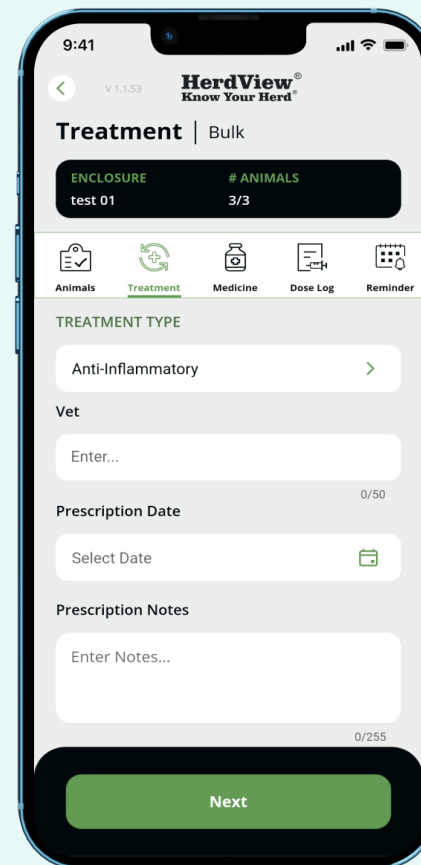 9:41
V 1.1.53
HerdView®
Know Your Herd®
Treatment | Bulk
ENCLOSURE # ANIMALS
test 01 3/3
Animals Treatment Medicine Dose Log Reminder
TREATMENT TYPE
Anti-Inflammatory
Vet
Enter...
0/50
Prescription Date
Select Date
Prescription Notes
Enter Notes...
0/255
Next